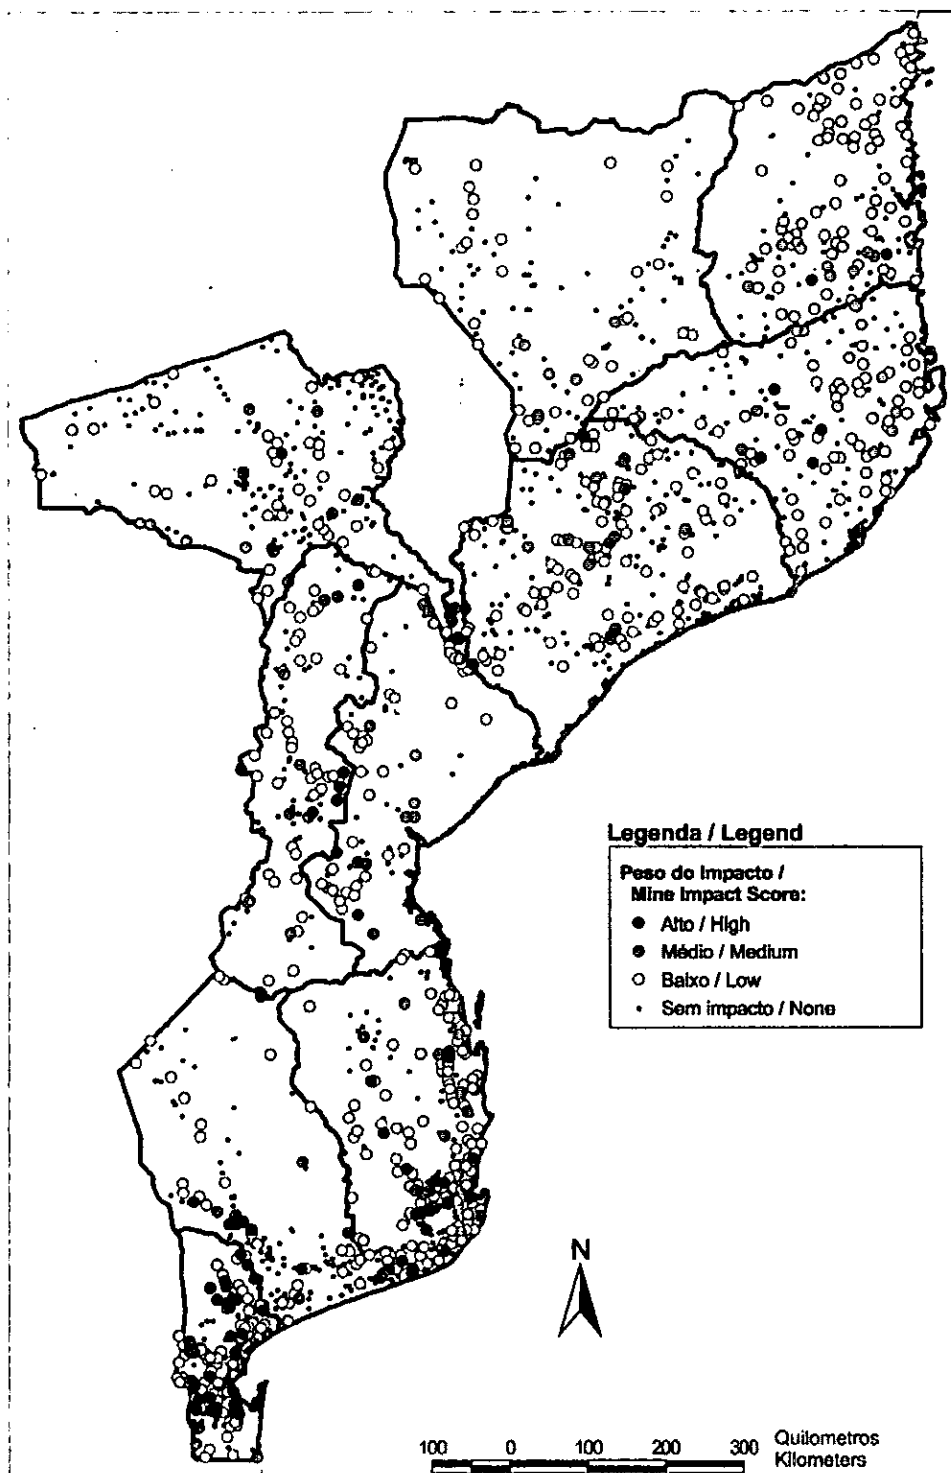 Legenda / Legend
Peso do Impacto /
Mine Impact Score:
Alto / High
Médio / Medium
Baixo / Low
Sem impacto / None
N
100 0 100 200 300 Quilometros
Kilometers